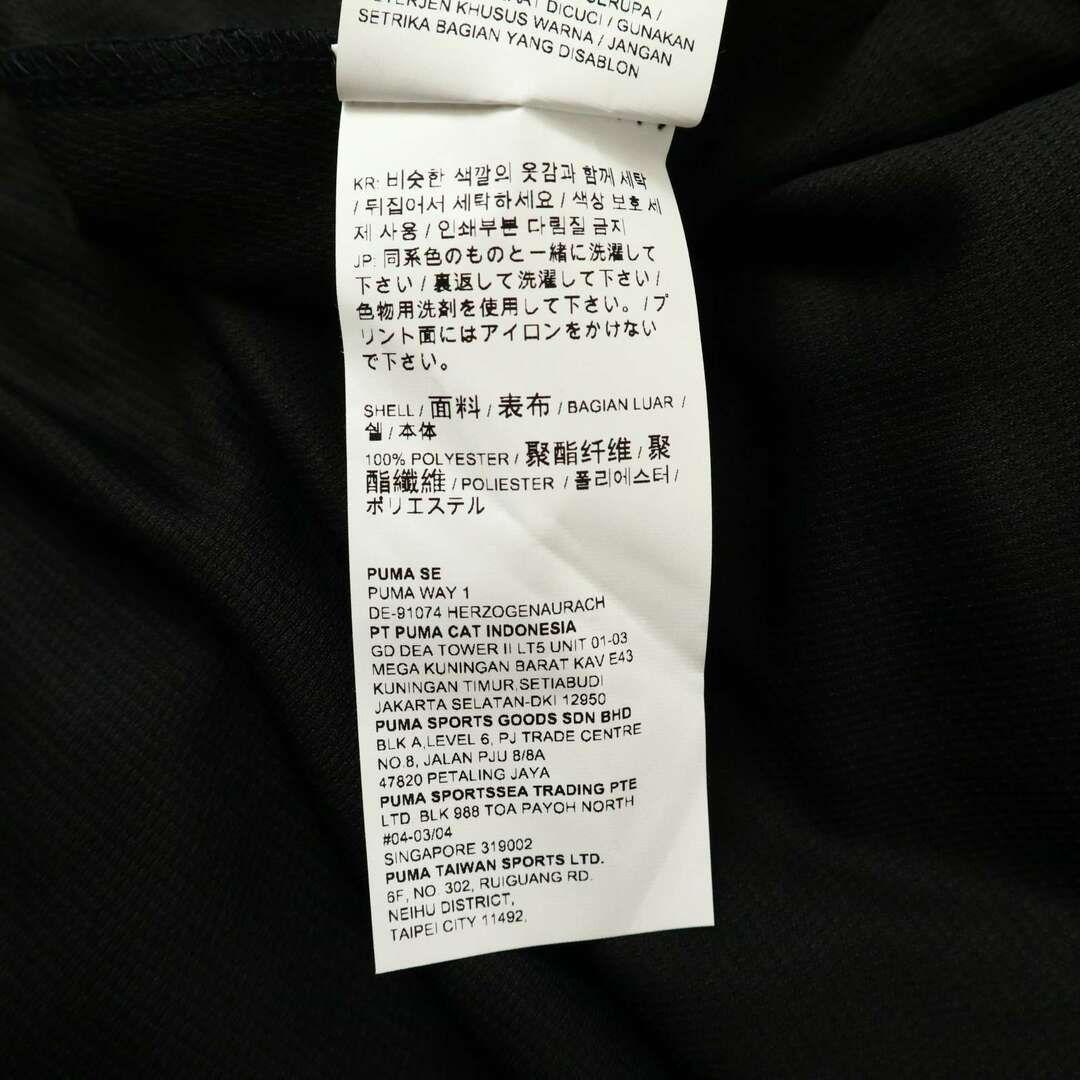 SERUPA /
DICUCI / GUNAKAN
KHUSUS WARNA / JANGAN
SETRIKA BAGIAN YANG DISABLON
KR: 비슷한 색깔의 옷감과 함께 세탁
/ 뒤집어서 세탁하세요 / 색상 보호 세
제 사용 / 인쇄부분 다림질 금지
JP: 同系色のものと一緒に洗濯して
下さい / 裏返して洗濯して下さい /
色物用洗剤を使用して下さい。 / プ
リント面にはアイロンをかけない
で下さい。
SHELL / 面料 / 表布 / BAGIAN LUAR /
쉘 / 本体
100% POLYESTER / 聚酯纤维 / 聚
酯纖維 / POLIESTER / 폴리에스터 /
ポリエステル
PUMA SE
PUMA WAY 1
DE-91074 HERZOGENAURACH
PT PUMA CAT INDONESIA
GD DEA TOWER II LT5 UNIT 01-03
MEGA KUNINGAN BARAT KAV E43
KUNINGAN TIMUR,SETIABUDI
JAKARTA SELATAN-DKI 12950
PUMA SPORTS GOODS SDN BHD
BLK A,LEVEL 6, PJ TRADE CENTRE
NO.8, JALAN PJU 8/8A
47820 PETALING JAYA
PUMA SPORTSSEA TRADING PTE
LTD BLK 988 TOA PAYOH NORTH
#04-03/04
SINGAPORE 319002
PUMA TAIWAN SPORTS LTD.
6F, NO. 302, RUIGUANG RD.
NEIHU DISTRICT,
TAIPEI CITY 11492,